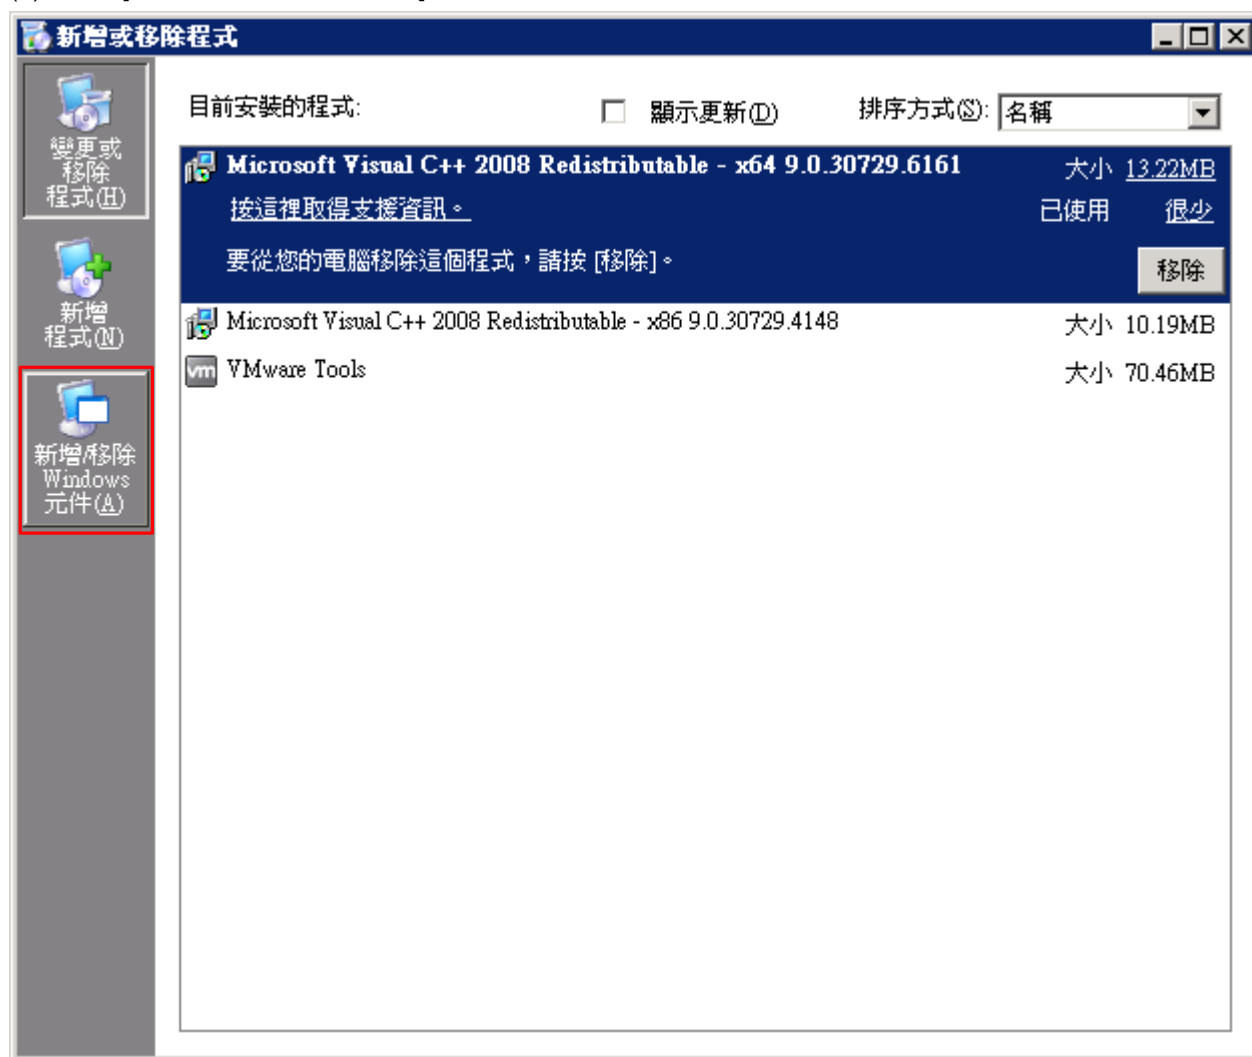 新增或移除程式
變更或
移除
程式(H)
新增
程式(N)
新增/移除
Windows
元件(A)
目前安裝的程式:
顯示更新(D)
排序方式(S): 名稱
Microsoft Visual C++ 2008 Redistributable - x64 9.0.30729.6161 大小 13.22MB
按這裡取得支援資訊。 已使用 很少
要從您的電腦移除這個程式，請按 [移除]。 移除
Microsoft Visual C++ 2008 Redistributable - x86 9.0.30729.4148 大小 10.19MB
vm VMware Tools 大小 70.46MB